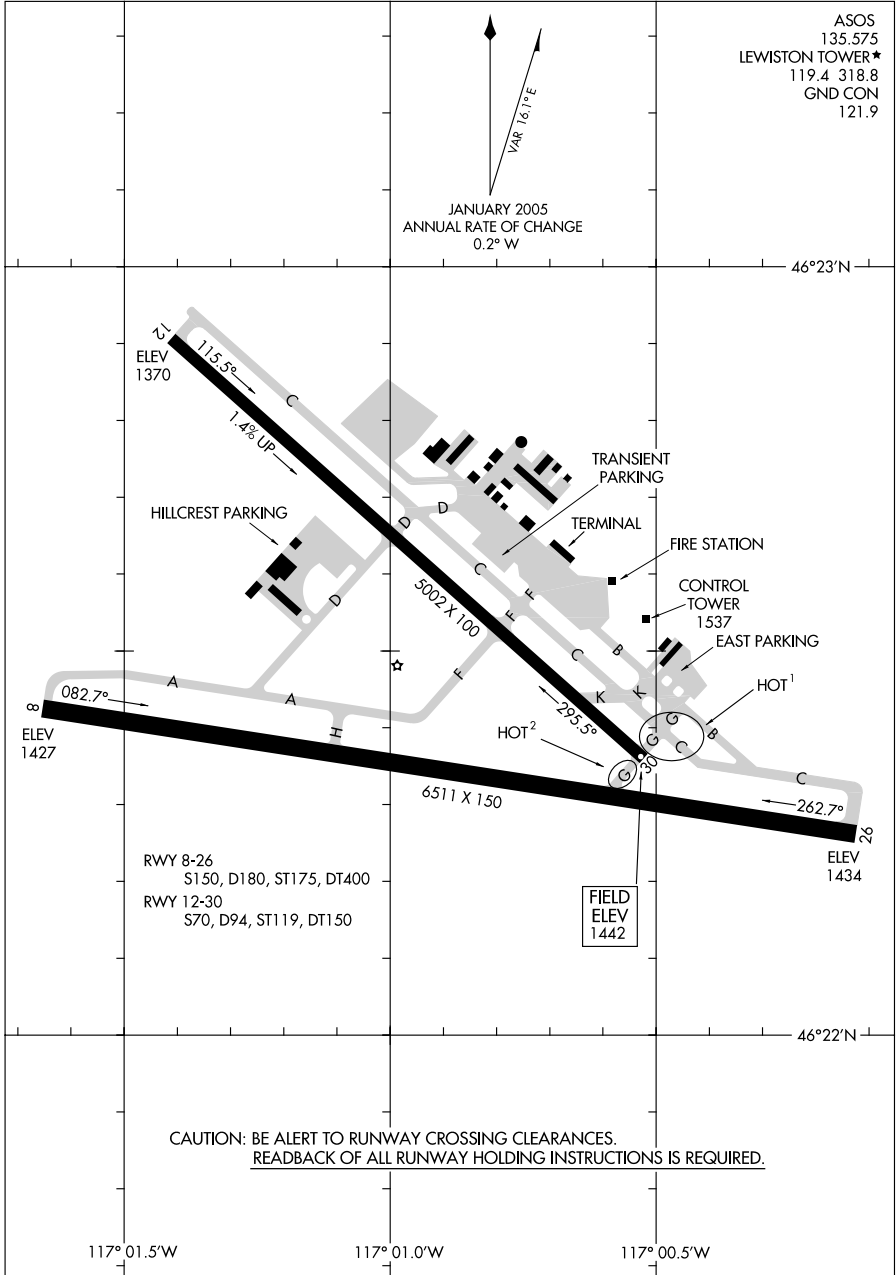 ASOS
135.575
LEWISTON TOWER★
119.4 318.8
GND CON
121.9
VAR 16.1° E
JANUARY 2005
ANNUAL RATE OF CHANGE
0.2° W
46°23'N
12
ELEV
1370
115.5°
C
1.4% UP
TRANSIENT
PARKING
D
D
HILLCREST PARKING
TERMINAL
FIRE STATION
C
5002 X 100
D
F
F
CONTROL
TOWER
1537
EAST PARKING
B
C
F
A
A
K
K
HOT 1
082.7°
8
ELEV
1427
H
295.5°
HOT 2
G
G
C
B
30
G
C
6511 X 150
262.7°
26
ELEV
1434
RWY 8-26
S150, D180, ST175, DT400
RWY 12-30
S70, D94, ST119, DT150
FIELD
ELEV
1442
46°22'N
CAUTION: BE ALERT TO RUNWAY CROSSING CLEARANCES.
READBACK OF ALL RUNWAY HOLDING INSTRUCTIONS IS REQUIRED.
117° 01.5'W
117° 01.0'W
117° 00.5'W